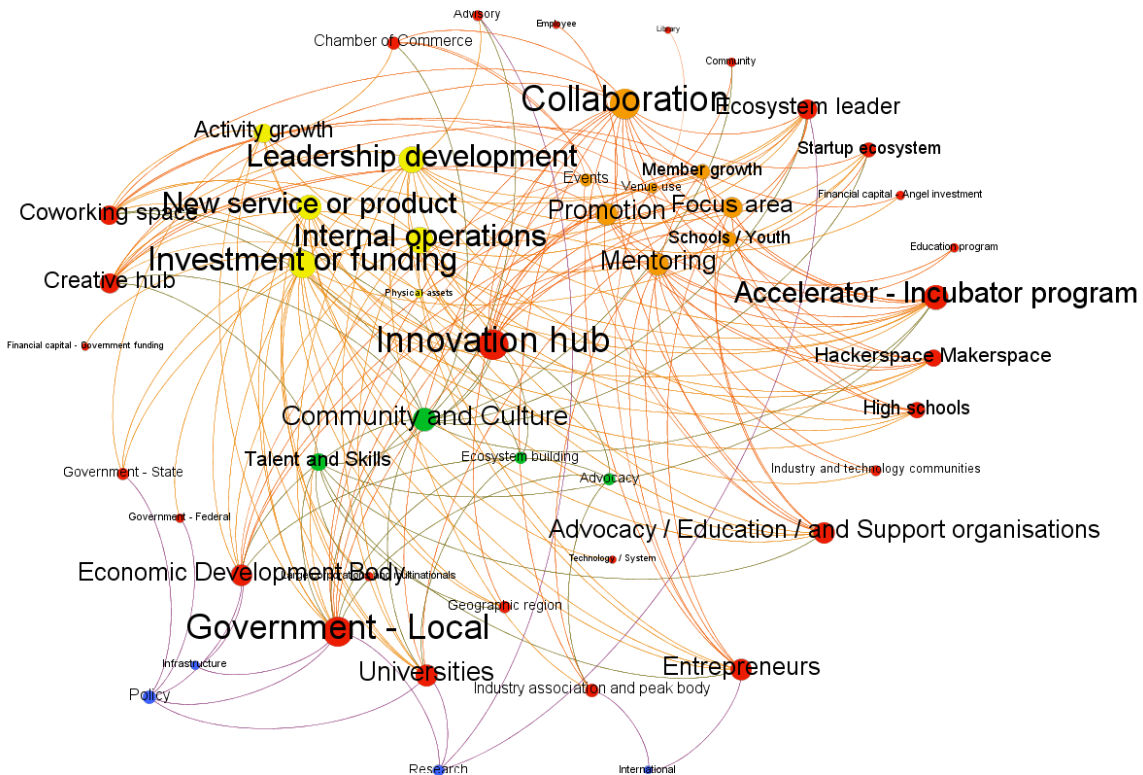 Advisory
Employee
Library
Chamber of Commerce
Community
Collaboration
Ecosystem leader
Activity growth
Startup ecosystem
Leadership development
Member growth
Events
Venue use
Financial capital - Angel investment
New service or product
Coworking space
Promotion
Focus area
Internal operations
Schools / Youth
Education program
Investment or funding
Mentoring
Creative hub
Physical assets
Accelerator - Incubator program
Innovation hub
Financial capital - Government funding
Hackerspace Makerspace
High schools
Community and Culture
Talent and Skills
Ecosystem building
Government - State
Advocacy
Industry and technology communities
Government - Federal
Advocacy / Education / and Support organisations
Technology / System
Economic Development Body
Large corporations and multinationals
Geographic region
Government - Local
Infrastructure
Universities
Entrepreneurs
Policy
Industry association and peak body
Research
International